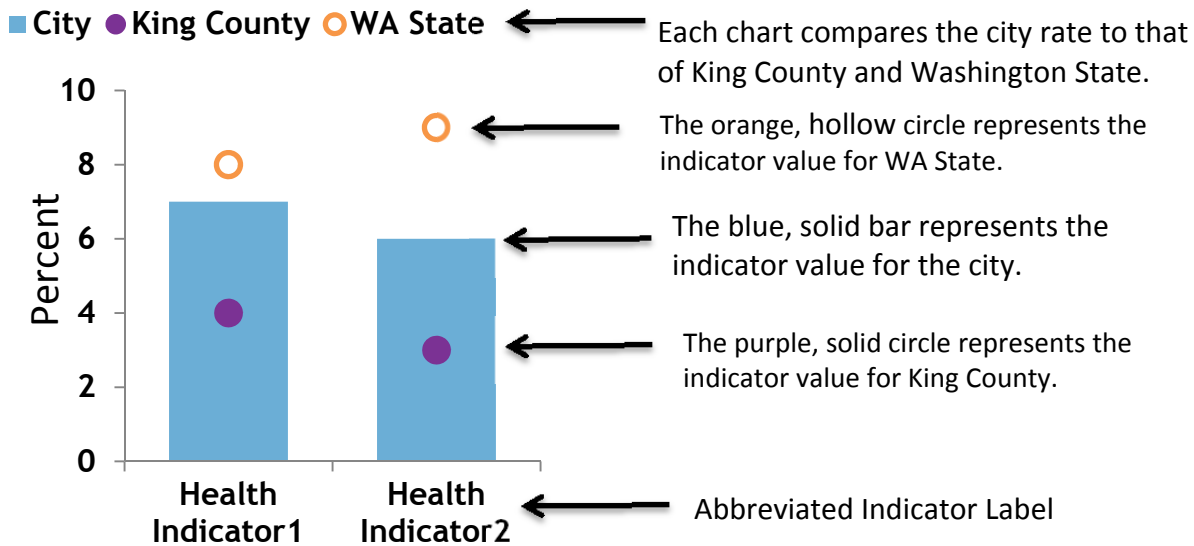 City King County WA State
Each chart compares the city rate to that
of King County and Washington State.
10
The orange, hollow circle represents the
indicator value for WA State.
8
The blue, solid bar represents the
indicator value for the city.
6
Percent
4
The purple, solid circle represents the
indicator value for King County.
2
0
Health
Indicator1
Health
Indicator2
Abbreviated Indicator Label